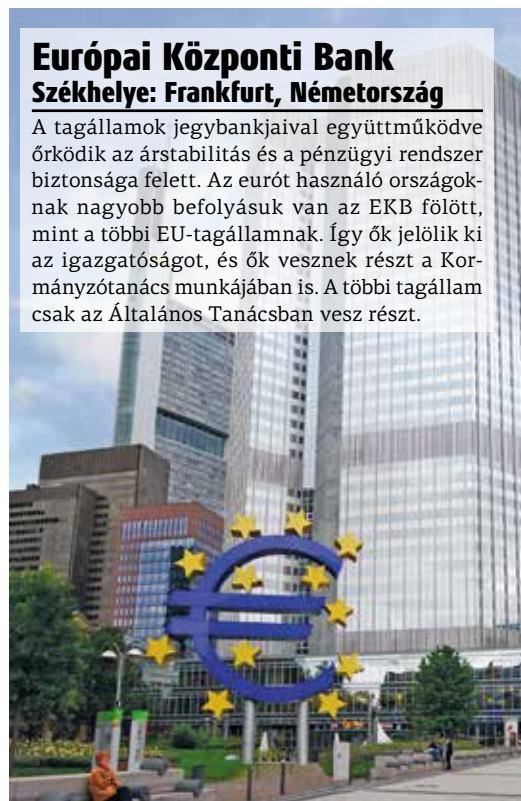 Európai Központi Bank
Székhelye: Frankfurt, Németország
A tagállamok jegybankjaival együttműködve
őrködik az árstabilitás és a pénzügyi rendszer
biztonsága felett. Az eurót használó országok-
nak nagyobb befolyásuk van az EKB fölött,
mint a többi EU-tagállamnak. Így ők jelölik ki
az igazgatóságot, és ők vesznek részt a Kor-
mányzótanács munkájában is. A többi tagállam
csak az Általános Tanácsban vesz részt.